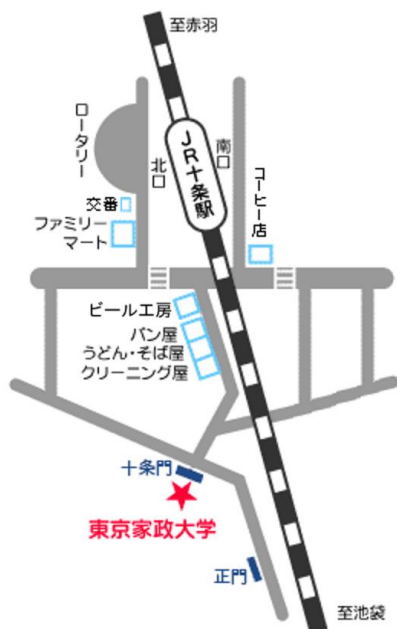 至赤羽
ロータリー
JR十条駅
北口
南口
コーヒー店
交番
ファミリー
マート
ビール工房
パン屋
うどん・そば屋
クリーニング屋
十条門
東京家政大学
正門
至池袋